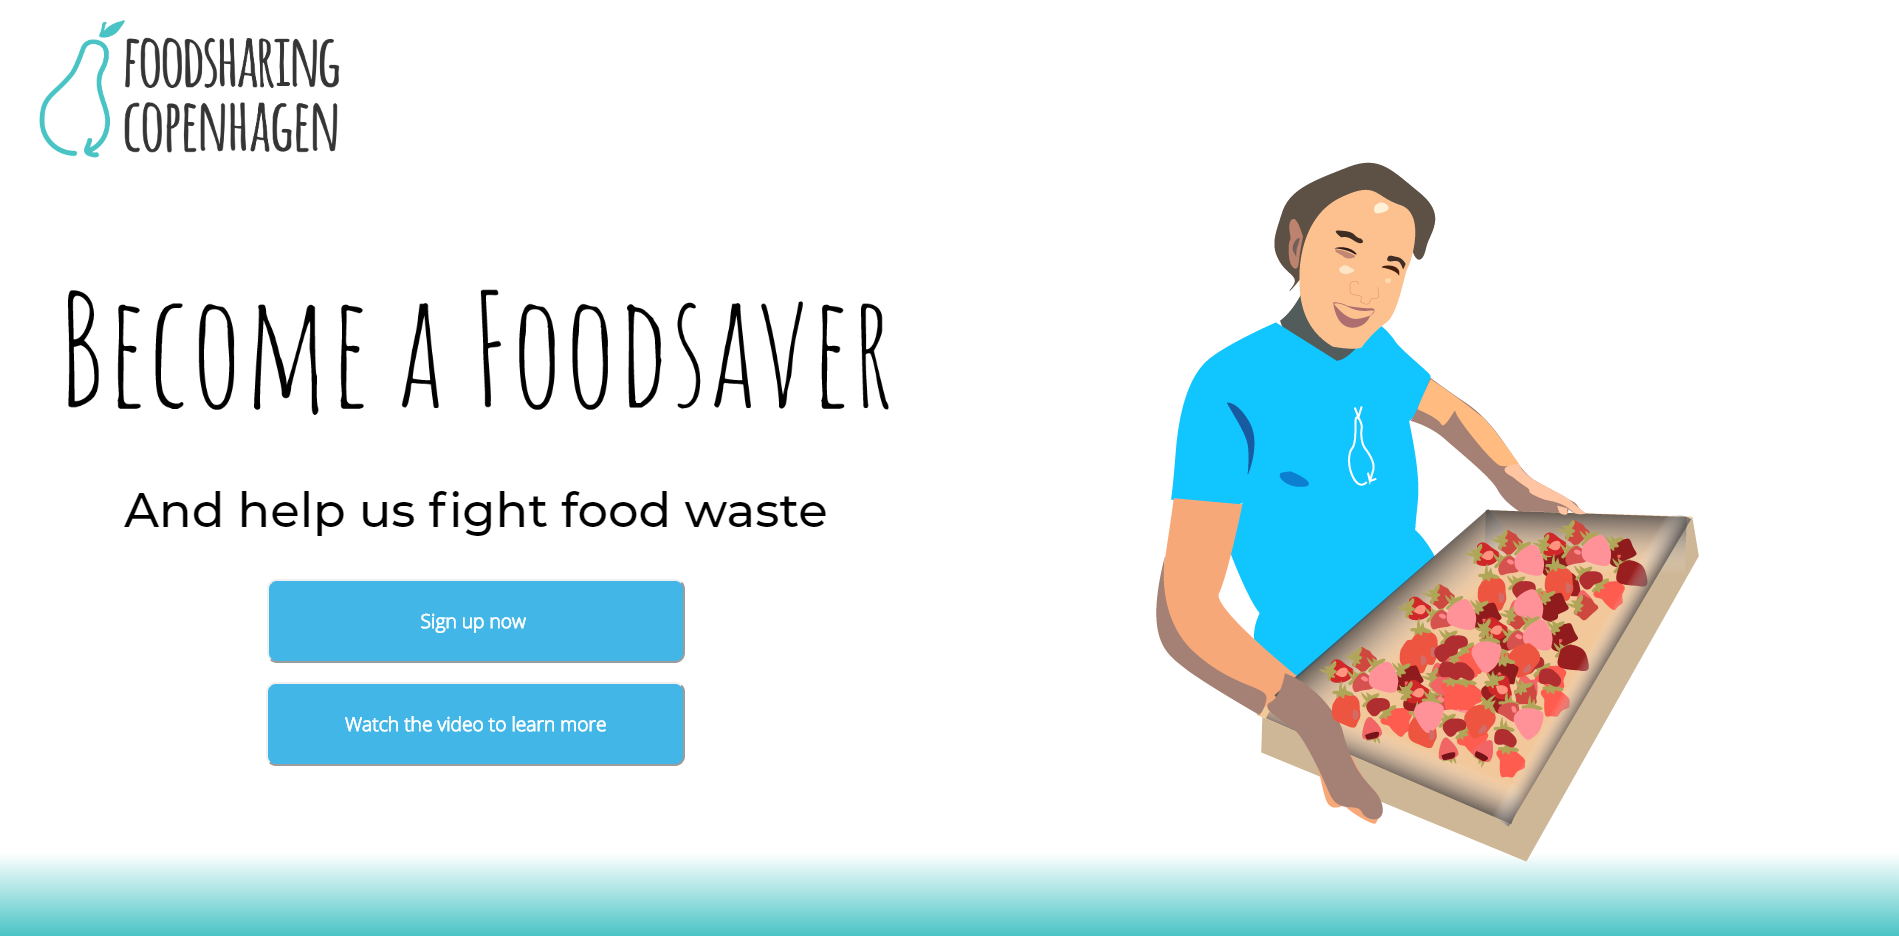 FOODSHARING
COPENHAGEN
BECOME A FOODSAVER
And help us fight food waste
Sign up now
Watch the video to learn more